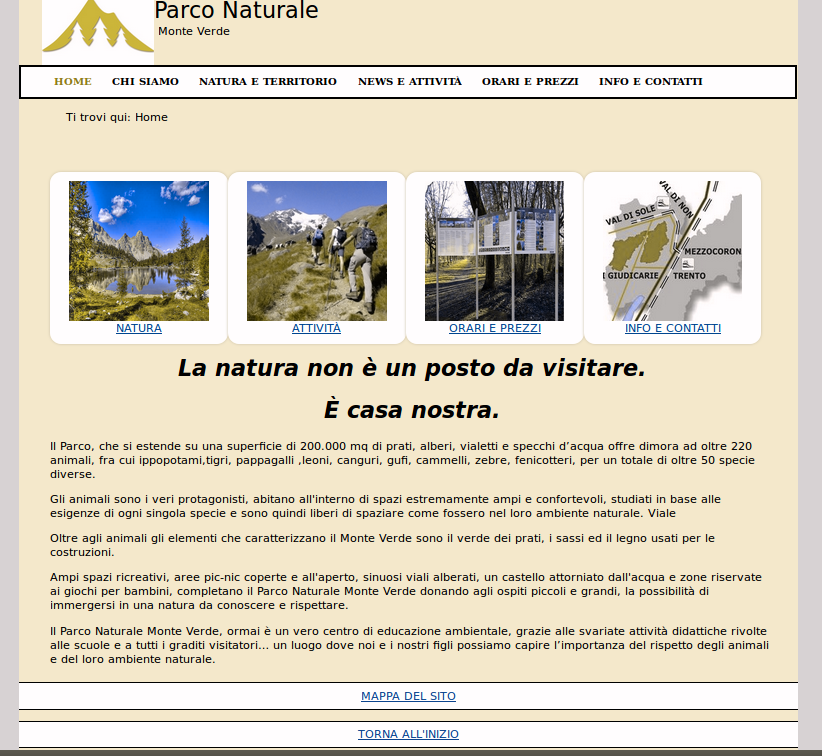 Parco Naturale
Monte Verde
HOME CHI SIAMO NATURA E TERRITORIO NEWS E ATTIVITÀ ORARI E PREZZI INFO E CONTATTI
Ti trovi qui: Home
VAL DI SOLE
VAL DI NON
MEZZOCORON
I GIUDICARIE
TRENTO
NATURA
ATTIVITÀ
ORARI E PREZZI
INFO E CONTATTI
La natura non è un posto da visitare.
È casa nostra.
Il Parco, che si estende su una superficie di 200.000 mq di prati, alberi, vialetti e specchi d’acqua offre dimora ad oltre 220
animali, fra cui ippopotami,tigri, pappagalli ,leoni, canguri, gufi, cammelli, zebre, fenicotteri, per un totale di oltre 50 specie
diverse.
Gli animali sono i veri protagonisti, abitano all'interno di spazi estremamente ampi e confortevoli, studiati in base alle
esigenze di ogni singola specie e sono quindi liberi di spaziare come fossero nel loro ambiente naturale. Viale
Oltre agli animali gli elementi che caratterizzano il Monte Verde sono il verde dei prati, i sassi ed il legno usati per le
costruzioni.
Ampi spazi ricreativi, aree pic-nic coperte e all'aperto, sinuosi viali alberati, un castello attorniato dall'acqua e zone riservate
ai giochi per bambini, completano il Parco Naturale Monte Verde donando agli ospiti piccoli e grandi, la possibilità di
immergersi in una natura da conoscere e rispettare.
Il Parco Naturale Monte Verde, ormai è un vero centro di educazione ambientale, grazie alle svariate attività didattiche rivolte
alle scuole e a tutti i graditi visitatori... un luogo dove noi e i nostri figli possiamo capire l’importanza del rispetto degli animali
e del loro ambiente naturale.
MAPPA DEL SITO
TORNA ALL'INIZIO